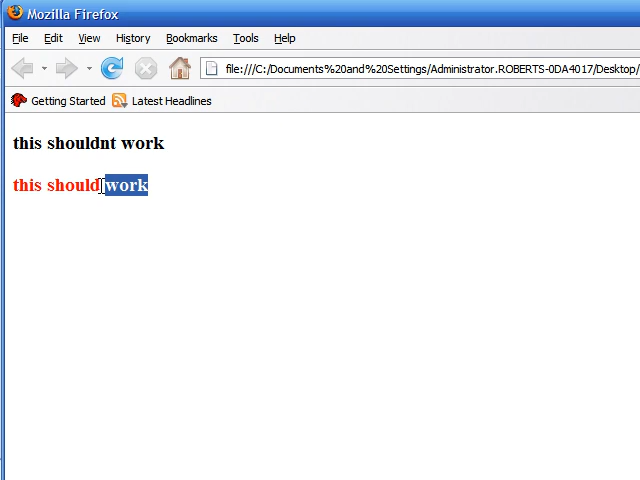 Mozilla Firefox
File Edit View History Bookmarks Tools Help
file:///C:/Documents%20and%20Settings/Administrator.ROBERTS-0DA4017/Desktop/
Getting Started Latest Headlines
this shouldnt work
this should work